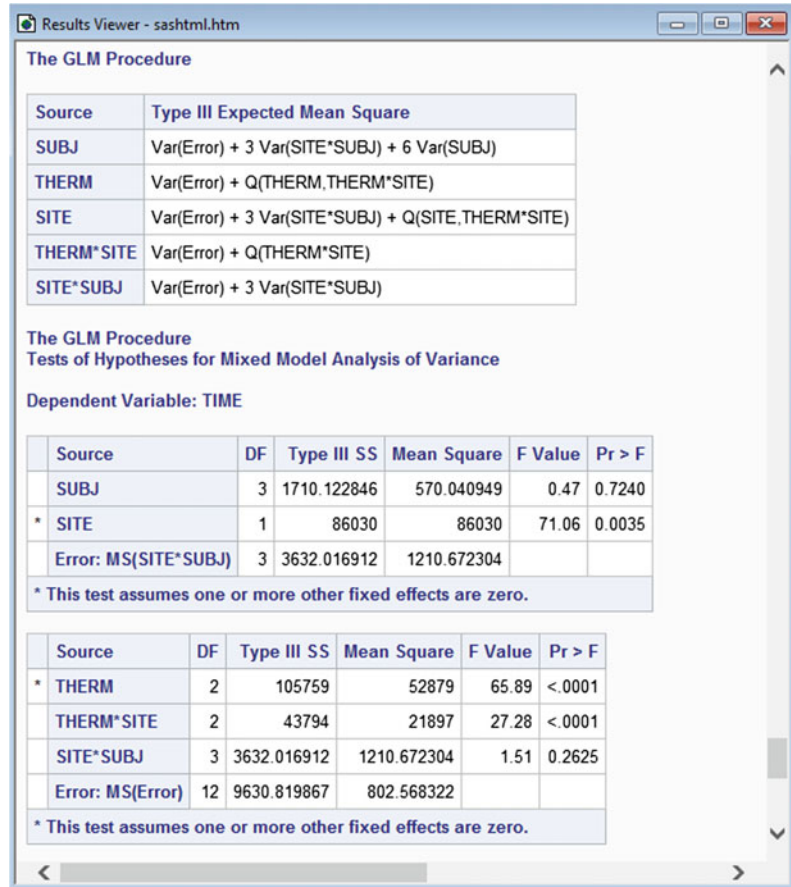 Results Viewer - sashtml.htm
The GLM Procedure
Source Type III Expected Mean Square
SUBJ Var(Error) + 3 Var(SITE*SUBJ) + 6 Var(SUBJ)
THERM Var(Error) + Q(THERM,THERM*SITE)
SITE Var(Error) + 3 Var(SITE*SUBJ) + Q(SITE,THERM*SITE)
THERM*SITE Var(Error) + Q(THERM*SITE)
SITE*SUBJ Var(Error) + 3 Var(SITE*SUBJ)
The GLM Procedure
Tests of Hypotheses for Mixed Model Analysis of Variance
Dependent Variable: TIME
Source DF Type III SS Mean Square F Value Pr > F
SUBJ 3 1710.122846 570.040949 0.47 0.7240
* SITE 1 86030 86030 71.06 0.0035
Error: MS(SITE*SUBJ) 3 3632.016912 1210.672304
* This test assumes one or more other fixed effects are zero.
Source DF Type III SS Mean Square F Value Pr > F
* THERM 2 105759 52879 65.89 <.0001
THERM*SITE 2 43794 21897 27.28 <.0001
SITE*SUBJ 3 3632.016912 1210.672304 1.51 0.2625
Error: MS(Error) 12 9630.819867 802.568322
* This test assumes one or more other fixed effects are zero.